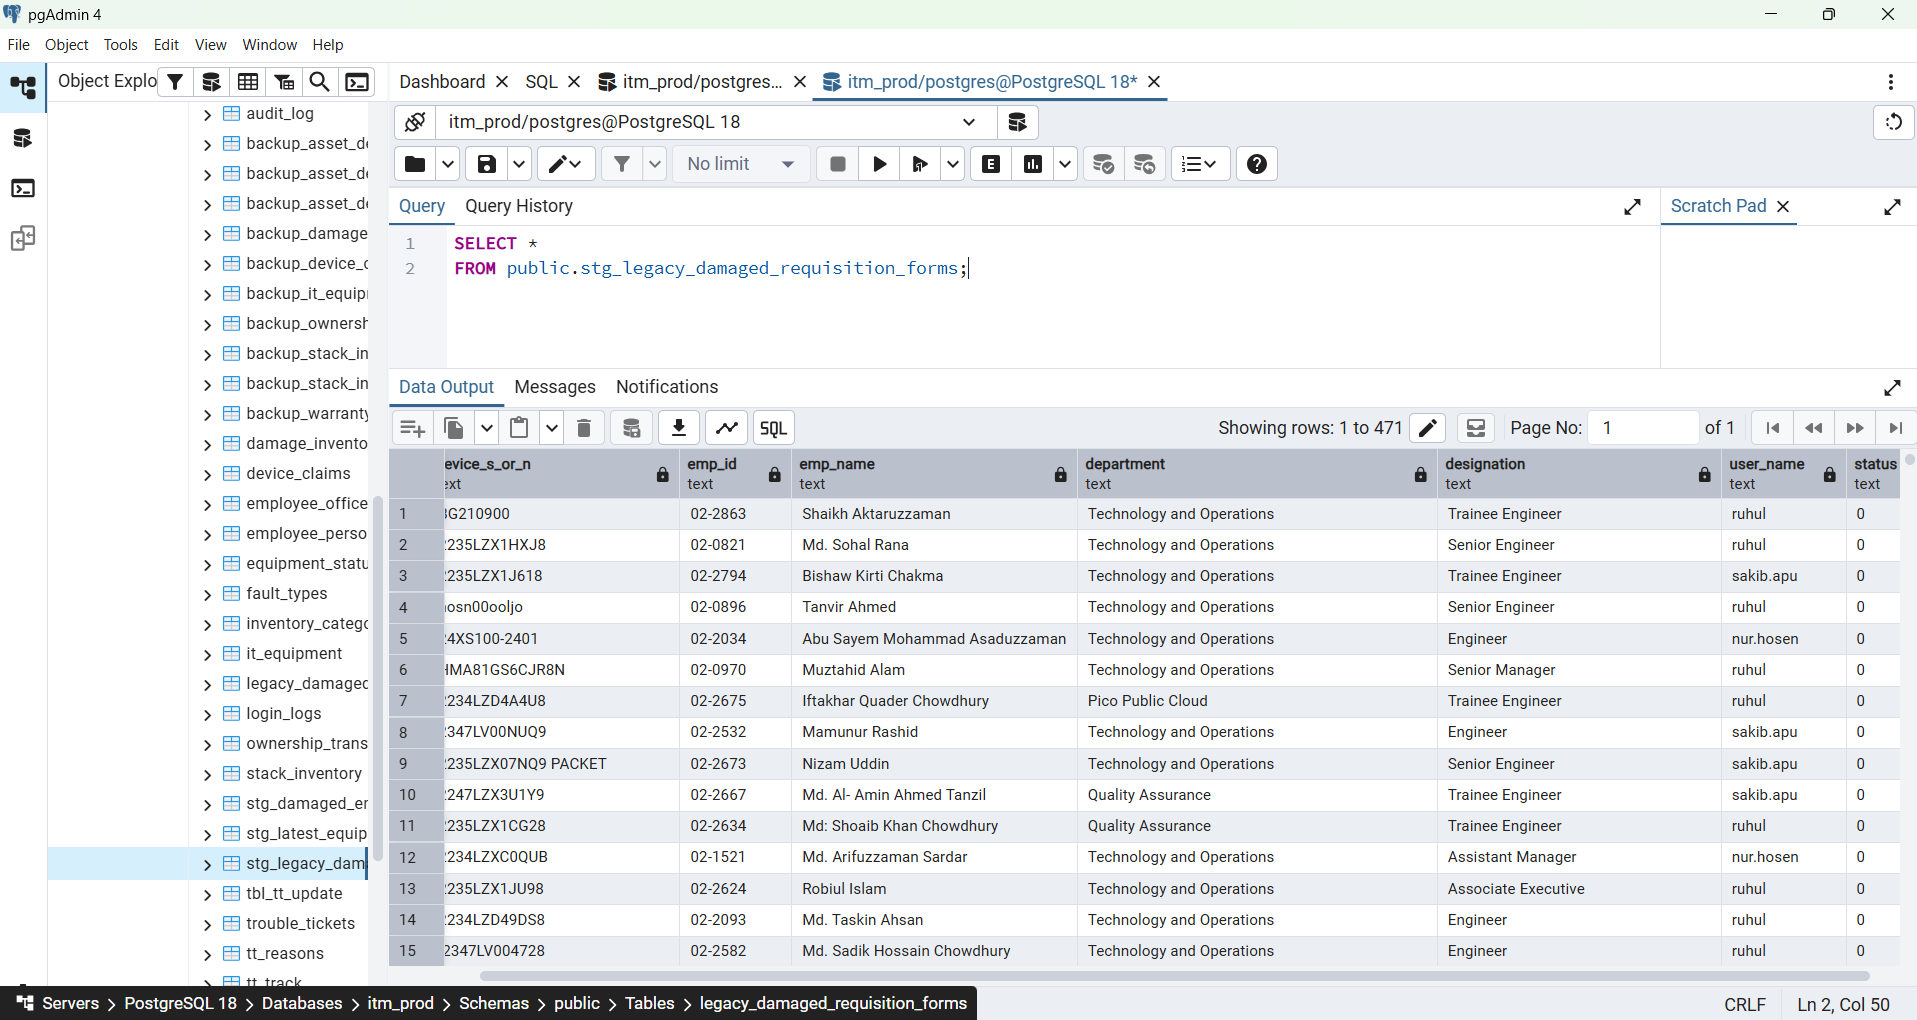 pgAdmin 4
File Object Tools Edit View Window Help
Object Explo
Dashboard SQL itm_prod/postgres... itm_prod/postgres@PostgreSQL 18*
itm_prod/postgres@PostgreSQL 18
No limit
E
Query Query History
Scratch Pad
1 SELECT *
2 FROM public.stg_legacy_damaged_requisition_forms;
audit_log
backup_asset_de
backup_asset_de
backup_asset_de
backup_damage
backup_device_c
backup_it_equip
backup_ownersh
backup_stack_in
backup_stack_in
backup_warranty
damage_invento
device_claims
employee_office
employee_perso
equipment_statu
fault_types
inventory_catego
it_equipment
legacy_damaged
login_logs
ownership_trans
stack_inventory
stg_damaged_er
stg_latest_equip
stg_legacy_dam
tbl_tt_update
trouble_tickets
tt_reasons
tt_track
Data Output Messages Notifications
SQL Showing rows: 1 to 471 Page No: 1 of 1
evice_s_or_n emp_id emp_name department designation user_name status
ext text text text text text text
1 G210900 02-2863 Shaikh Aktaruzzaman Technology and Operations Trainee Engineer ruhul 0
2 235LZX1HXJ8 02-0821 Md. Sohal Rana Technology and Operations Senior Engineer ruhul 0
3 235LZX1J618 02-2794 Bishaw Kirti Chakma Technology and Operations Trainee Engineer sakib.apu 0
4 osn00ooljo 02-0896 Tanvir Ahmed Technology and Operations Senior Engineer ruhul 0
5 4XS100-2401 02-2034 Abu Sayem Mohammad Asaduzzaman Technology and Operations Engineer nur.hosen 0
6 MA81GS6CJR8N 02-0970 Muztahid Alam Technology and Operations Senior Manager ruhul 0
7 234LZD4A4U8 02-2675 Iftakhar Quader Chowdhury Pico Public Cloud Trainee Engineer ruhul 0
8 347LV00NUQ9 02-2532 Mamunur Rashid Technology and Operations Engineer sakib.apu 0
9 235LZX07NQ9 PACKET 02-2673 Nizam Uddin Technology and Operations Senior Engineer sakib.apu 0
10 247LZX3U1Y9 02-2667 Md. Al- Amin Ahmed Tanzil Quality Assurance Trainee Engineer sakib.apu 0
11 235LZX1CG28 02-2634 Md: Shoaib Khan Chowdhury Quality Assurance Trainee Engineer ruhul 0
12 234LZXC0QUB 02-1521 Md. Arifuzzaman Sardar Technology and Operations Assistant Manager nur.hosen 0
13 235LZX1JU98 02-2624 Robiul Islam Technology and Operations Associate Executive ruhul 0
14 234LZD49DS8 02-2093 Md. Taskin Ahsan Technology and Operations Engineer ruhul 0
15 2347LV004728 02-2582 Md. Sadik Hossain Chowdhury Technology and Operations Engineer ruhul 0
Servers > PostgreSQL 18 > Databases > itm_prod > Schemas > public > Tables > legacy_damaged_requisition_forms
CRLF Ln 2, Col 50